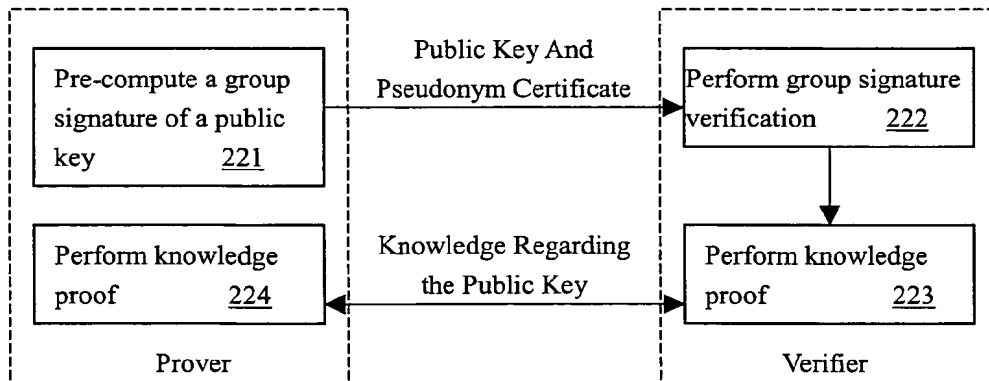 Pre-compute a group
signature of a public
key 221
Public Key And
Pseudonym Certificate
Perform group signature
verification 222
Perform knowledge
proof 224
Knowledge Regarding
the Public Key
Perform knowledge
proof 223
Prover
Verifier